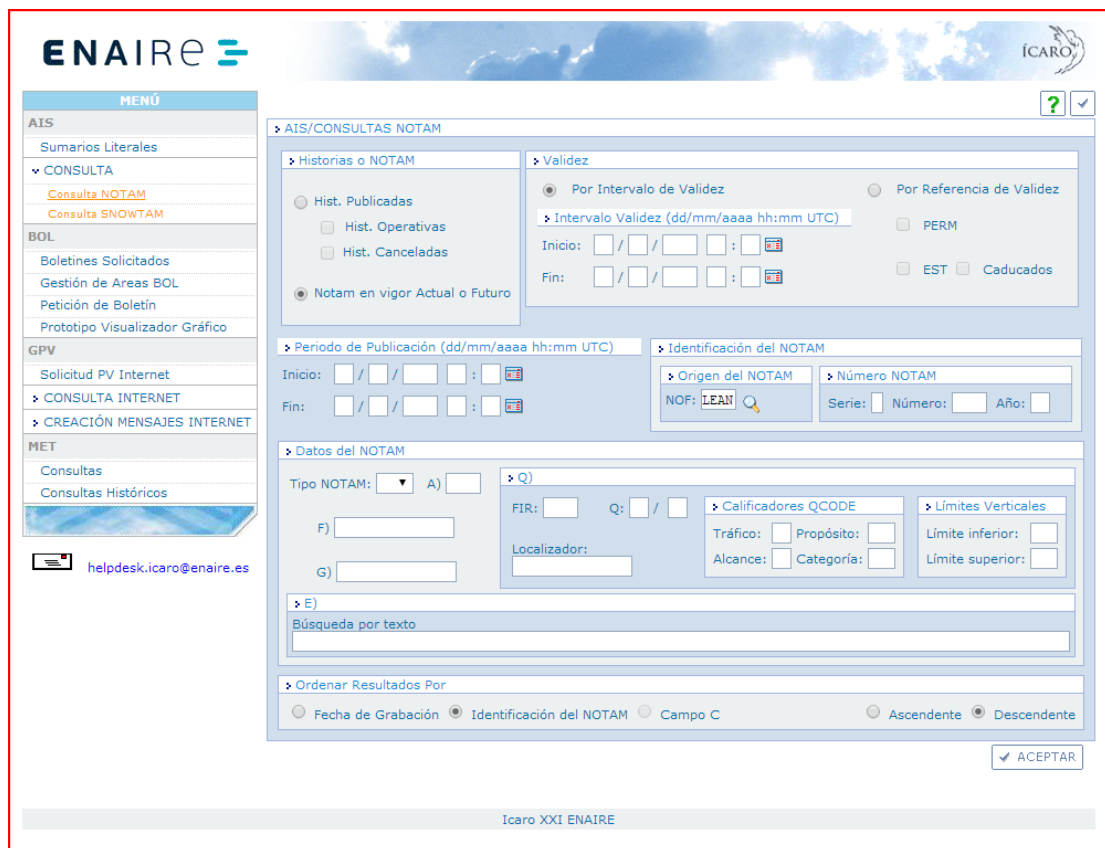 ENAIRE
ÍCARO
MENÚ
AIS
Sumarios Literales
CONSULTA
Consulta NOTAM
Consulta SNOWTAM
BOL
Boletines Solicitados
Gestión de Areas BOL
Petición de Boletín
Prototipo Visualizador Gráfico
GPV
Solicitud PV Internet
CONSULTA INTERNET
CREACIÓN MENSAJES INTERNET
MET
Consultas
Consultas Históricos
helpdesk.icaro@enaire.es
?
AIS/CONSULTAS NOTAM
Historias o NOTAM
Hist. Publicadas
Hist. Operativas
Hist. Canceladas
Notam en vigor Actual o Futuro
Validez
Por Intervalo de Validez
Por Referencia de Validez
Intervalo Validez (dd/mm/aaaa hh:mm UTC)
Inicio: / / :
Fin: / / :
PERM
EST Caducados
Periodo de Publicación (dd/mm/aaaa hh:mm UTC)
Inicio: / / :
Fin: / / :
Identificación del NOTAM
Origen del NOTAM
NOF: LEAN
Número NOTAM
Serie: Número: Año:
Datos del NOTAM
Tipo NOTAM: A)
F)
G)
Q)
FIR: Q: /
Localizador:
Calificadores QCODE
Tráfico: Propósito:
Alcance: Categoría:
Límites Verticales
Límite inferior:
Límite superior:
E)
Búsqueda por texto
Ordenar Resultados Por
Fecha de Grabación Identificación del NOTAM Campo C Ascendente Descendente
ACEPTAR
Icaro XXI ENAIRE